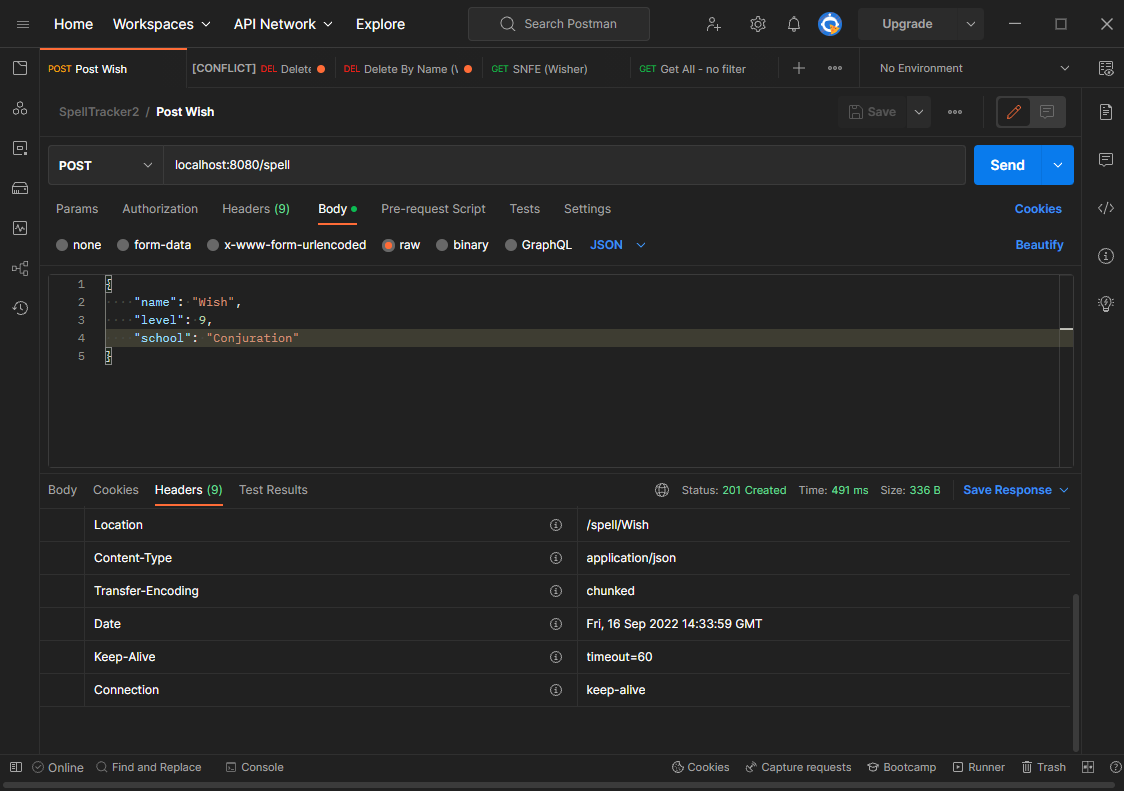 Home Workspaces API Network Explore Search Postman Upgrade
POST Post Wish [CONFLICT] DEL Delete DEL Delete By Name (\ GET SNFE (Wisher) GET Get All - no filter No Environment
SpellTracker2 / Post Wish Save
POST localhost:8080/spell Send
Params Authorization Headers (9) Body Pre-request Script Tests Settings Cookies
none form-data x-www-form-urlencoded raw binary GraphQL JSON Beautify
1 {
2 "name": "Wish",
3 "level": 9,
4 "school": "Conjuration"
5 }
Body Cookies Headers (9) Test Results Status: 201 Created Time: 491 ms Size: 336 B Save Response
Location /spell/Wish
Content-Type application/json
Transfer-Encoding chunked
Date Fri, 16 Sep 2022 14:33:59 GMT
Keep-Alive timeout=60
Connection keep-alive
Online Find and Replace Console Cookies Capture requests Bootcamp Runner Trash